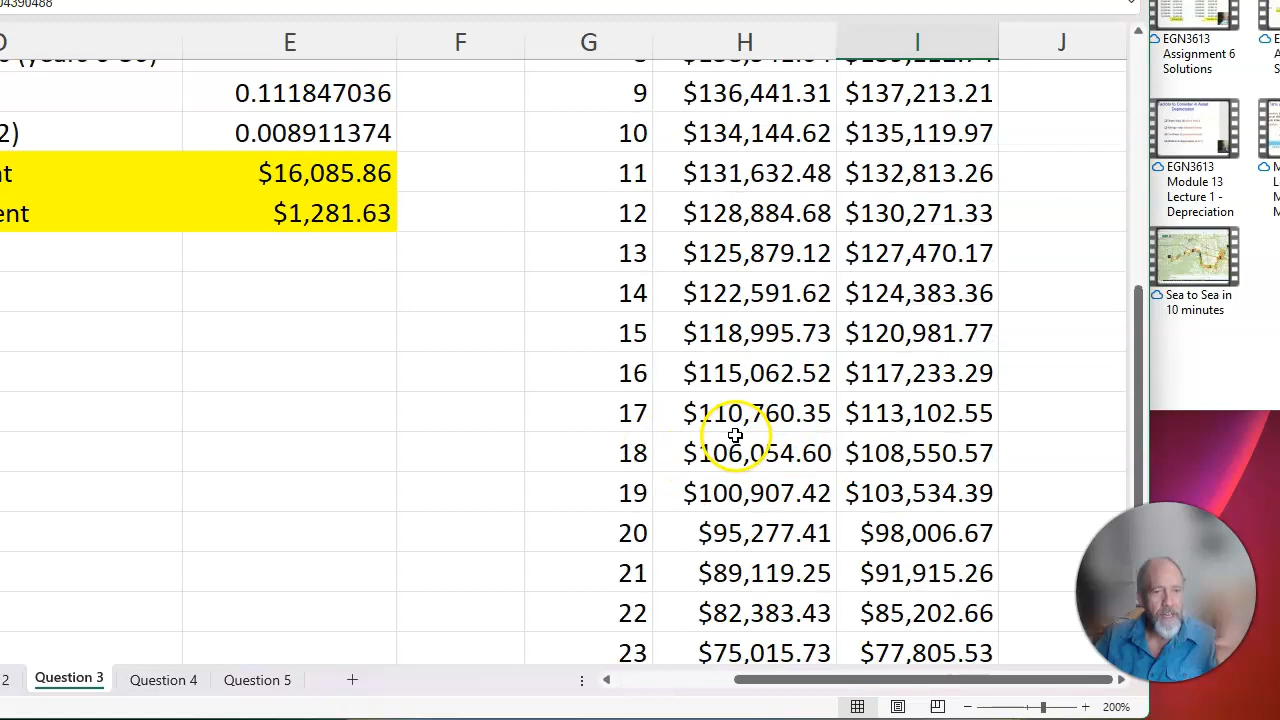 04390488
D E F G H I J
9 $136,441.31 $137,213.21
0.111847036
10 $134,144.62 $135,119.97
2) 0.008911374
11 $131,632.48 $132,813.26
$16,085.86
12 $128,884.68 $130,271.33
ent $1,281.63
13 $125,879.12 $127,470.17
14 $122,591.62 $124,383.36
15 $118,995.73 $120,981.77
16 $115,062.52 $117,233.29
17 $110,760.35 $113,102.55
18 $106,054.60 $108,550.57
19 $100,907.42 $103,534.39
20 $95,277.41 $98,006.67
21 $89,119.25 $91,915.26
22 $82,383.43 $85,202.66
23 $75,015.73 $77,805.53
2 Question 3 Question 4 Question 5
200%
EGN3613
Assignment 6
Solutions
EGN3613
Module 13
Lecture 1 -
Depreciation
Sea to Sea in
10 minutes